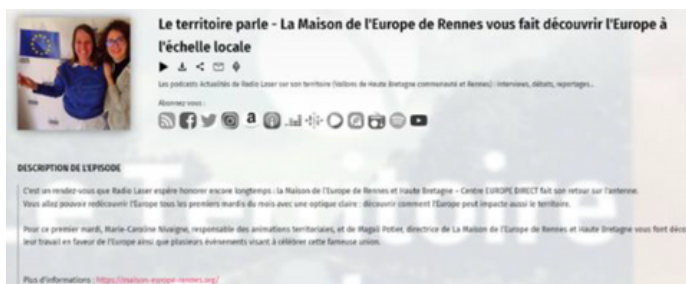 Le territoire parle - La Maison de l'Europe de Rennes vous fait découvrir l'Europe à
l'échelle locale
Les podcasts Actualités de Radio Laser sur son territoire (Vallons de Haute Bretagne communauté et Rennes) : interviews, débats, reportages...
Abonnez-vous :
DESCRIPTION DE L'EPISODE
C'est un rendez-vous que Radio Laser espère honorer encore longtemps : la Maison de l'Europe de Rennes et Haute Bretagne - Centre EUROPE DIRECT fait son retour sur l'antenne.
Vous allez pouvoir redécouvrir l'Europe tous les premiers mardis du mois avec une optique claire : découvrir comment l'Europe peut impacte aussi le territoire.
Pour ce premier mardi, Marie-Caroline Nivaigne, responsable des animations territoriales, et de Magali Potier, directrice de La Maison de l'Europe de Rennes et Haute Bretagne vous font déco
leur travail en faveur de l'Europe ainsi que plusieurs événements visant à célébrer cette fameuse union.
Plus d'informations : https://maison-europe-rennes.org/
Le Territoire